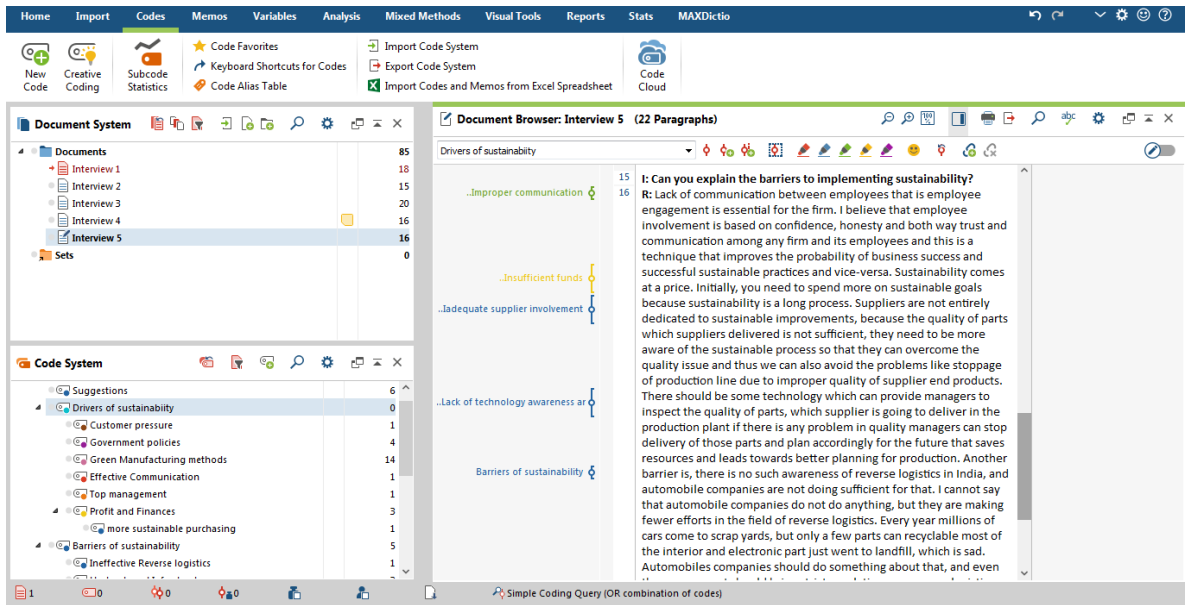 Home Import Codes Memos Variables Analysis Mixed Methods Visual Tools Reports Stats MAXDictio
New Code
Creative Coding
Subcode Statistics
Code Favorites
Keyboard Shortcuts for Codes
Code Alias Table
Import Code System
Export Code System
Import Codes and Memos from Excel Spreadsheet
Code Cloud
Document System
Documents 85
Interview 1 18
Interview 2 15
Interview 3 20
Interview 4 16
Interview 5 16
Sets 0
Code System
Suggestions 6
Drivers of sustainabiity 0
Customer pressure 1
Government policies 4
Green Manufacturing methods 14
Effective Communication 1
Top management 1
Profit and Finances 3
more sustainable purchasing 1
Barriers of sustainability 5
Ineffective Reverse logistics 1
Document Browser: Interview 5 (22 Paragraphs)
Drivers of sustainabiity
..Improper communication
..Insufficient funds
..Iadequate supplier involvement
..Lack of technology awareness ar
Barriers of sustainability
15 I: Can you explain the barriers to implementing sustainability?
16 R: Lack of communication between employees that is employee
engagement is essential for the firm. I believe that employee
involvement is based on confidence, honesty and both way trust and
communication among any firm and its employees and this is a
technique that improves the probability of business success and
successful sustainable practices and vice-versa. Sustainability comes
at a price. Initially, you need to spend more on sustainable goals
because sustainability is a long process. Suppliers are not entirely
dedicated to sustainable improvements, because the quality of parts
which suppliers delivered is not sufficient, they need to be more
aware of the sustainable process so that they can overcome the
quality issue and thus we can also avoid the problems like stoppage
of production line due to improper quality of supplier end products.
There should be some technology which can provide managers to
inspect the quality of parts, which supplier is going to deliver in the
production plant if there is any problem in quality managers can stop
delivery of those parts and plan accordingly for the future that saves
resources and leads towards better planning for production. Another
barrier is, there is no such awareness of reverse logistics in India, and
automobile companies are not doing sufficient for that. I cannot say
that automobile companies do not do anything, but they are making
fewer efforts in the field of reverse logistics. Every year millions of
cars come to scrap yards, but only a few parts can recyclable most of
the interior and electronic part just went to landfill, which is sad.
Automobiles companies should do something about that, and even
1 0 0 0
Simple Coding Query (OR combination of codes)